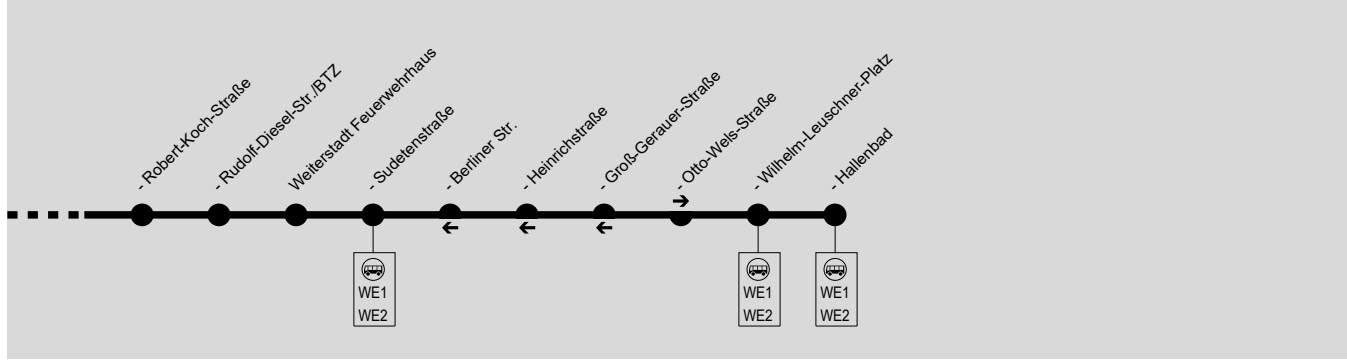 - Robert-Koch-Straße
- Rudolf-Diesel-Str./BTZ
Weiterstadt Feuerwehrhaus
- Sudetenstraße
- Berliner Str.
- Heinrichstraße
- Groß-Gerauer-Straße
- Otto-Wels-Straße
- Wilhelm-Leuschner-Platz
- Hallenbad
WE1
WE2
WE1
WE2
WE1
WE2